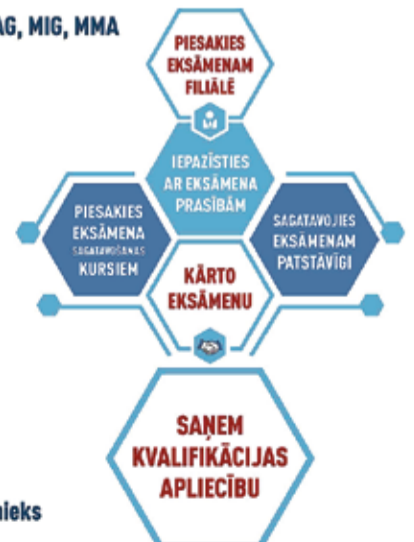 AG, MIG, MMA
PIESAKIES
EKSĀMENAM
FILIĀLĒ
IEPAZĪSTIES
AR EKSĀMENA
PRASĪBĀM
PIESAKIES
EKSĀMENA
SAGATAVOŠANAS
KURSIEM
SAGATAVOJIES
EKSĀMENAM
PATSTĀVĪGI
KĀRTO
EKSĀMENU
SAŅEM
KVALIFIKĀCIJAS
APLIECĪBU
nieks